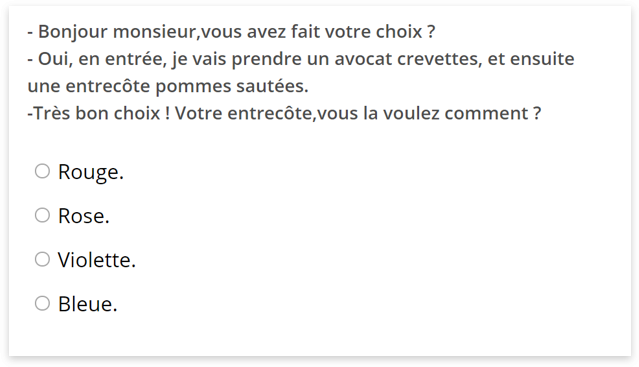 - Bonjour monsieur,vous avez fait votre choix ?
- Oui, en entrée, je vais prendre un avocat crevettes, et ensuite
une entrecôte pommes sautées.
-Très bon choix ! Votre entrecôte,vous la voulez comment ?
Rouge.
Rose.
Violette.
Bleue.